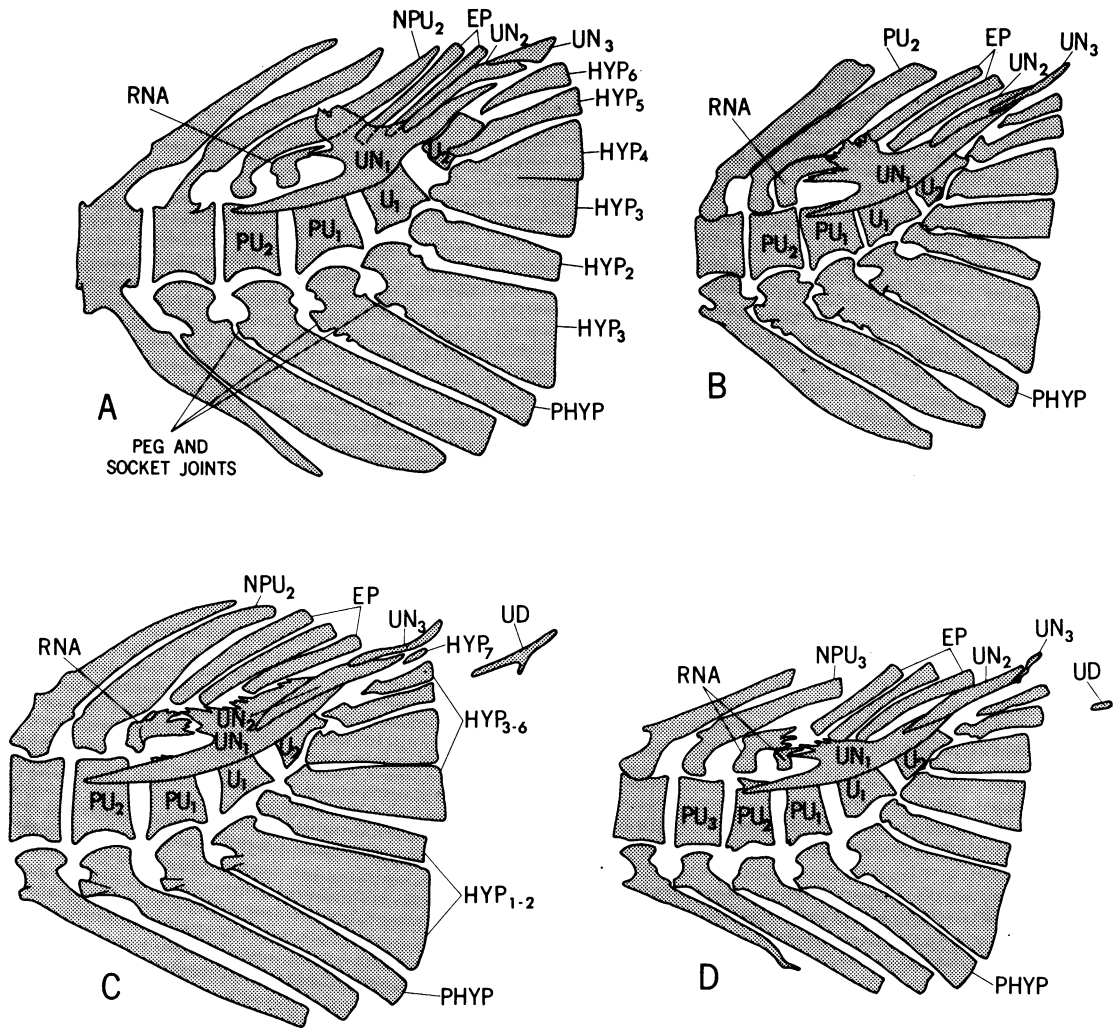 NPU2
EP
UN2
UN3
HYP6
HYP5
HYP4
HYP3
HYP2
HYP3
PHYP
RNA
UN1
U2
U1
PU1
PU2
A
PEG AND
SOCKET JOINTS
PU2
EP
UN3
UN2
RNA
UN1
U2
U1
PU1
PU2
B
PHYP
NPU2
EP
UN3
HYP7
UD
RNA
UN2
UN1
U2
HYP3-6
U1
PU1
PU2
HYP1-2
C
PHYP
EP
UN3
NPU3
UN2
RNA
UD
UN1
U2
U1
PU1
PU2
PU3
D
PHYP